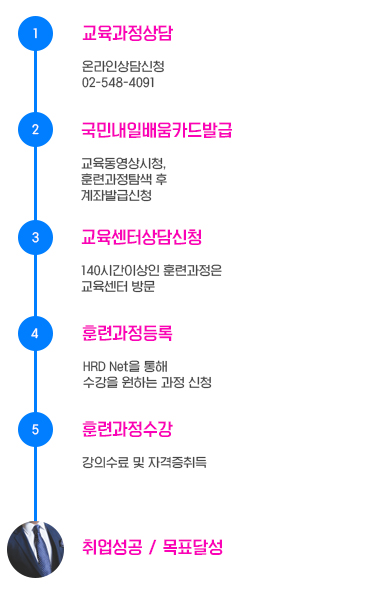 1
교육과정상담
온라인상담신청
02-548-4091
2
국민내일배움카드발급
교육동영상시청,
훈련과정탐색 후
계좌발급신청
3
교육센터상담신청
140시간이상인 훈련과정은
교육센터 방문
4
훈련과정등록
HRD Net을 통해
수강을 원하는 과정 신청
5
훈련과정수강
강의수료 및 자격증취득
취업성공 / 목표달성